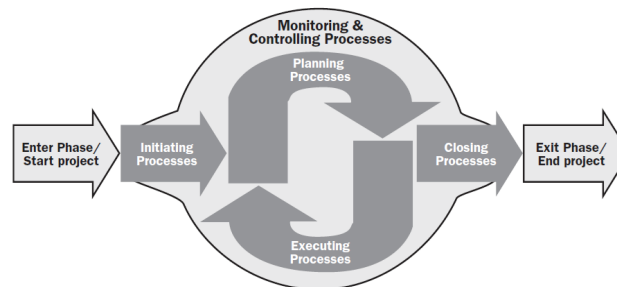 Monitoring &
Controlling Processes
Planning
Processes
Enter Phase/
Start project
Initiating
Processes
Closing
Processes
Exit Phase/
End project
Executing
Processes